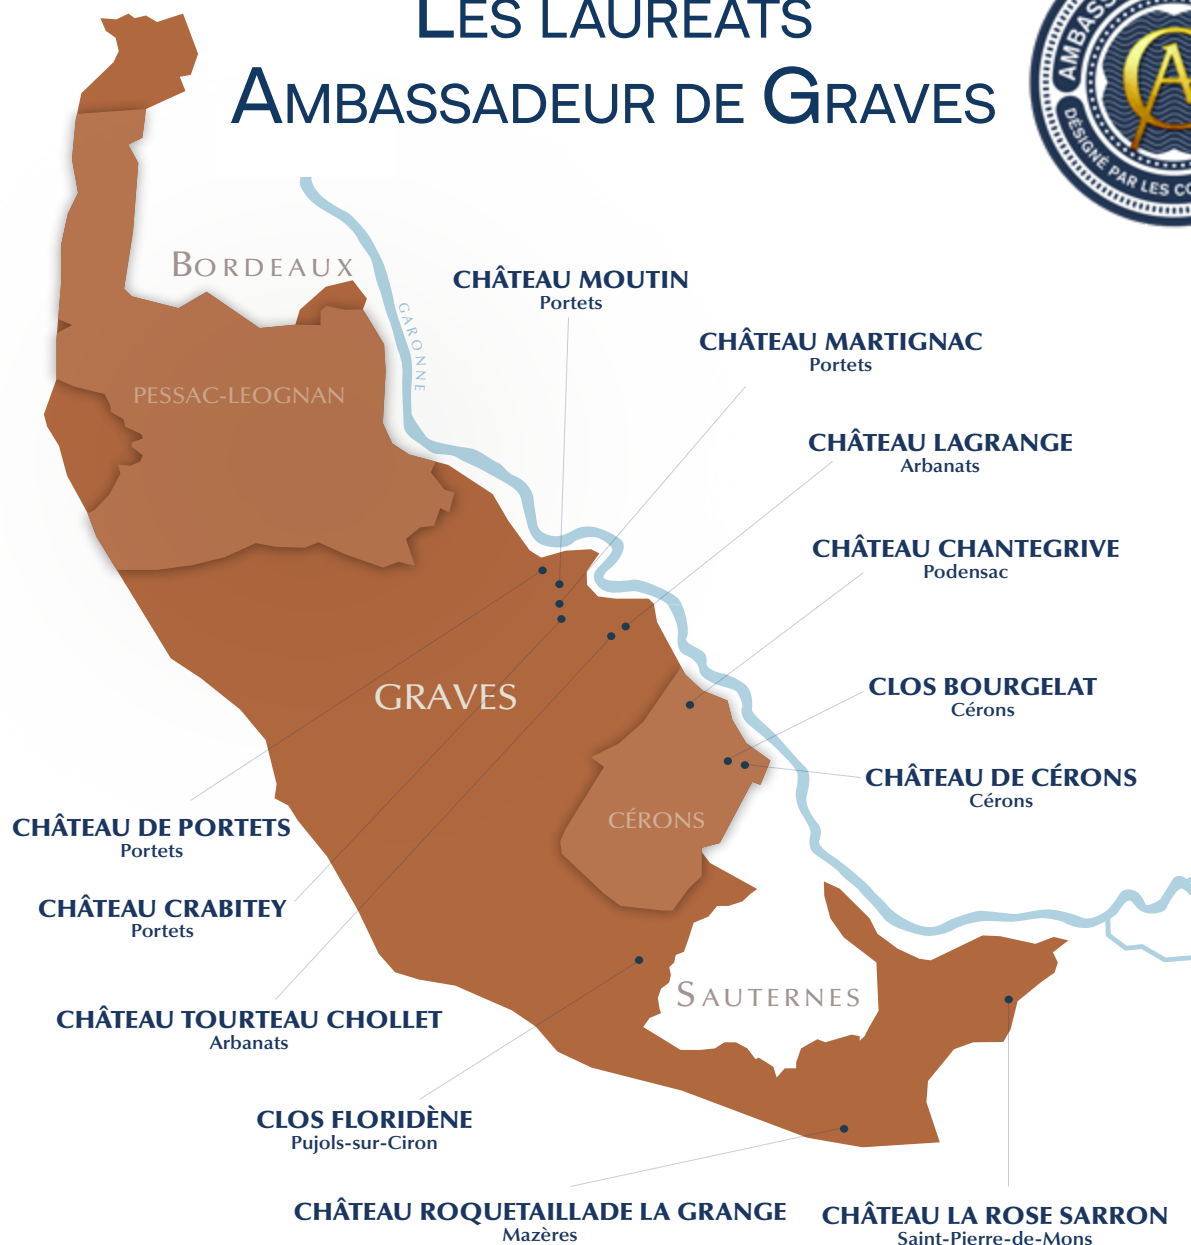 LES LAURÉATS
AMBASSADEUR DE GRAVES
DÉSIGNÉ PAR LES
BORDEAUX
GARONNE
CHÂTEAU MOUTIN
Portets
CHÂTEAU MARTIGNAC
Portets
PESSAC-LEOGNAN
CHÂTEAU LAGRANGE
Arbanats
CHÂTEAU CHANTEGRIVE
Podensac
GRAVES
CLOS BOURGELAT
Cérons
CHÂTEAU DE CÉRONS
Cérons
CÉRONS
CHÂTEAU DE PORTETS
Portets
CHÂTEAU CRABITEY
Portets
SAUTERNES
CHÂTEAU TOURTEAU CHOLLET
Arbanats
CLOS FLORIDÈNE
Pujols-sur-Ciron
CHÂTEAU ROQUETAILLADE LA GRANGE
Mazères
CHÂTEAU LA ROSE SARRON
Saint-Pierre-de-Mons